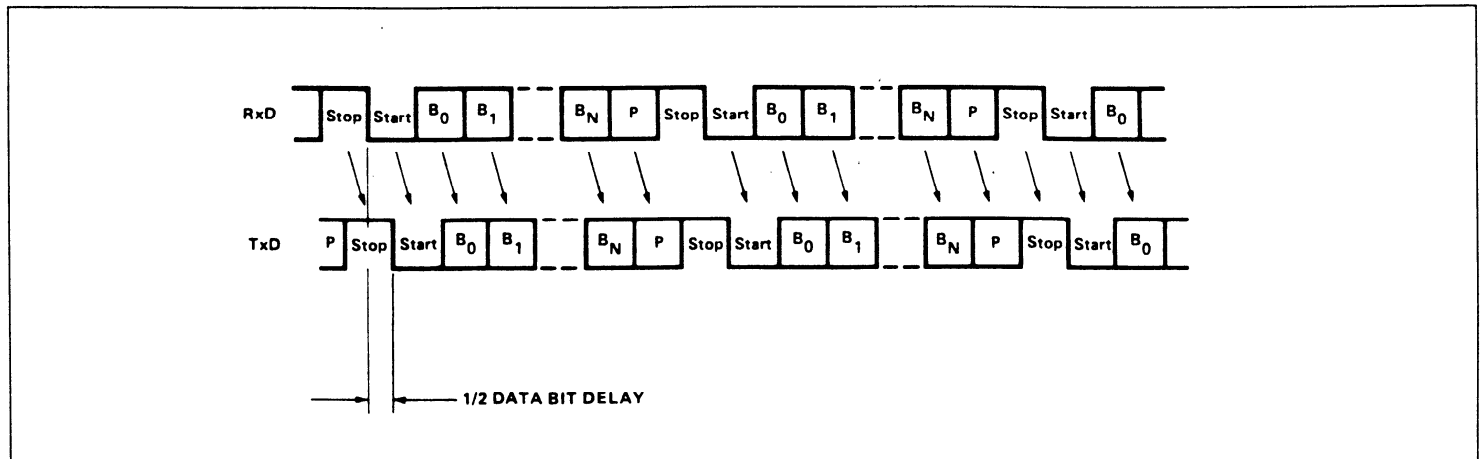 RxD Stop Start B0 B1 BN P Stop Start B0 B1 BN P Stop Start B0
TxD P Stop Start B0 B1 BN P Stop Start B0 B1 BN P Stop Start B0
1/2 DATA BIT DELAY